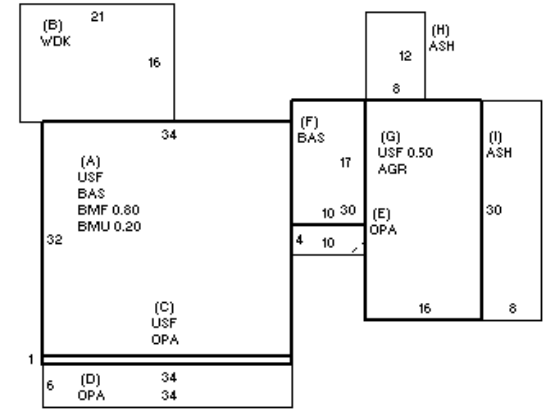 (B)
WDK
21
16
(H)
ASH
12
8
34
(A)
USF
BAS
BMF 0.80
BMU 0.20
32
(F)
BAS
17
10
30
(G)
USF 0.50
AGR
(I)
ASH
30
(E)
OPA
4
10
16
8
(C)
USF
OPA
1
6
(D)
OPA
34
34